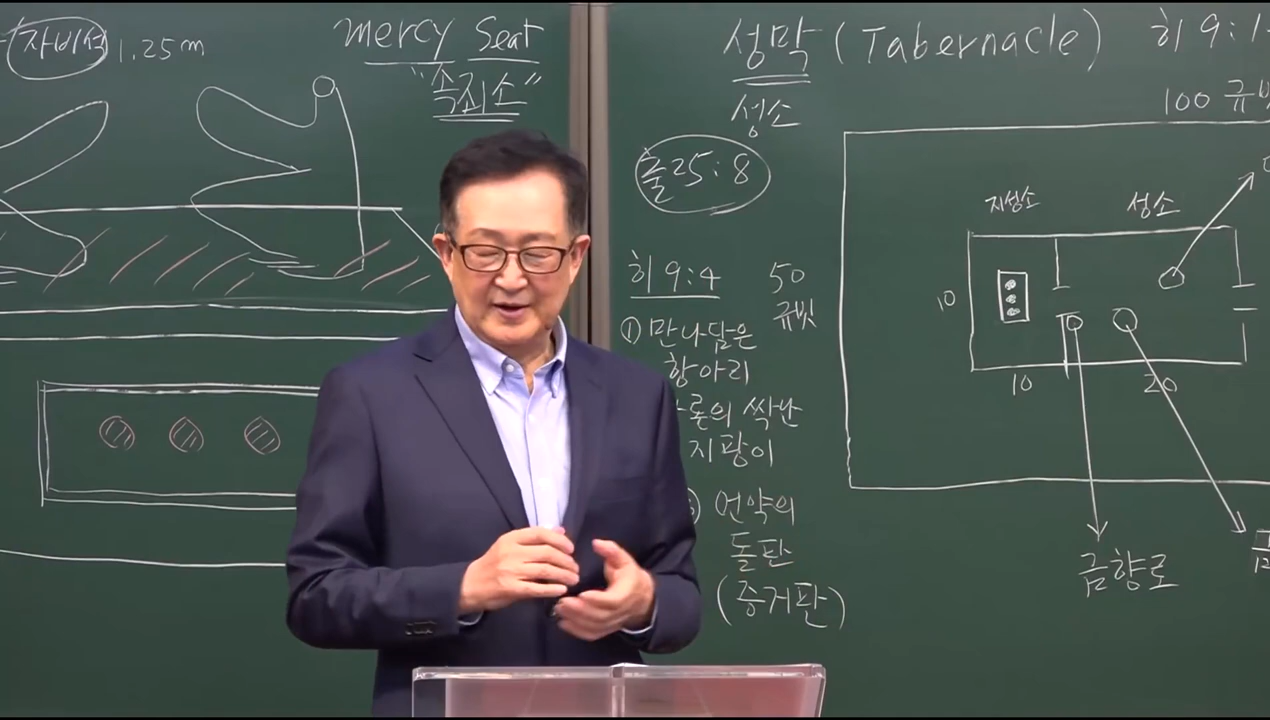 자비석 1.25m
mercy Seat
"속죄소"
성막 (Tabernacle)
히 9:1-
성소
100 규빗
출25:8
지성소
성소
히 9:4
50
규빗
① 만나담은
항아리
론의 싹난
지팡이
언약의
돌판
(증거판)
10
10
20
금향로